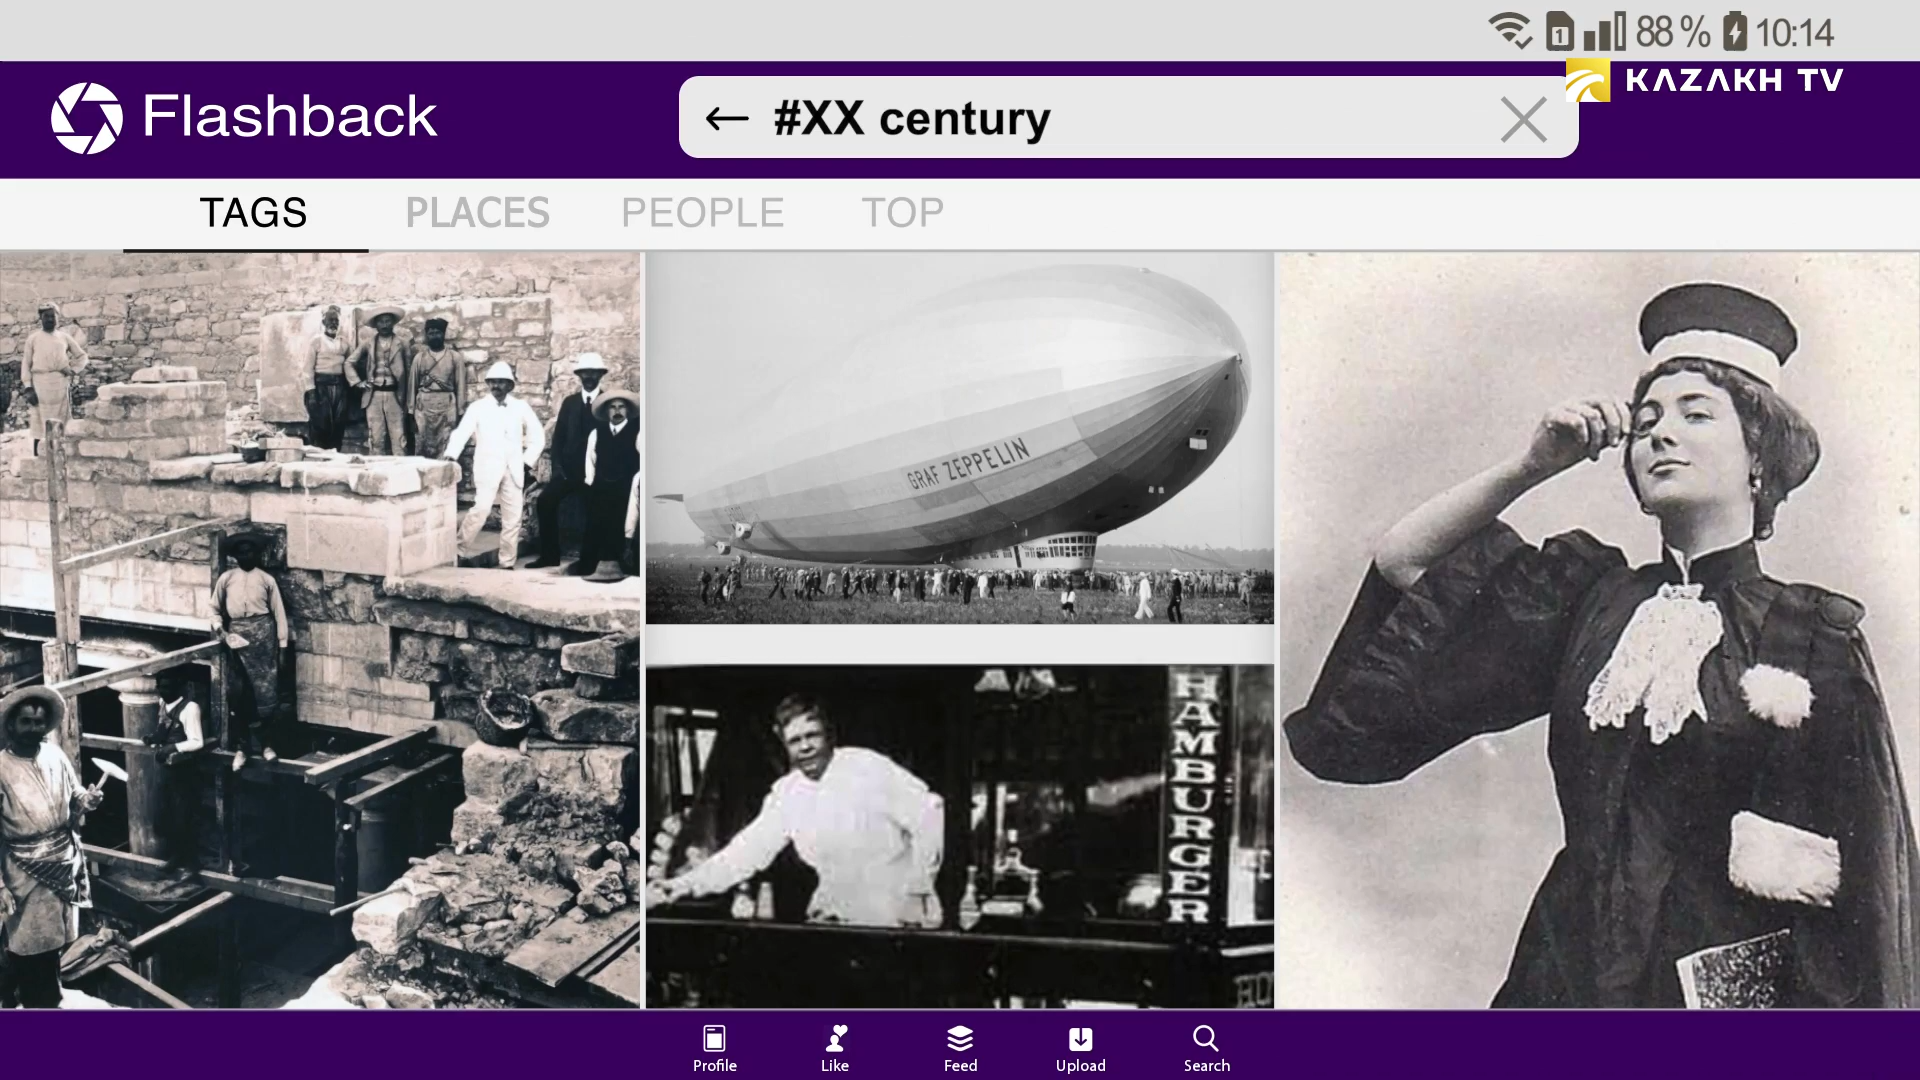 88 % 10:14
KAZAKH TV
Flashback
#XX century
TAGS PLACES PEOPLE TOP
GRAF ZEPPELIN
HAMBURGER
Profile Like Feed Upload Search